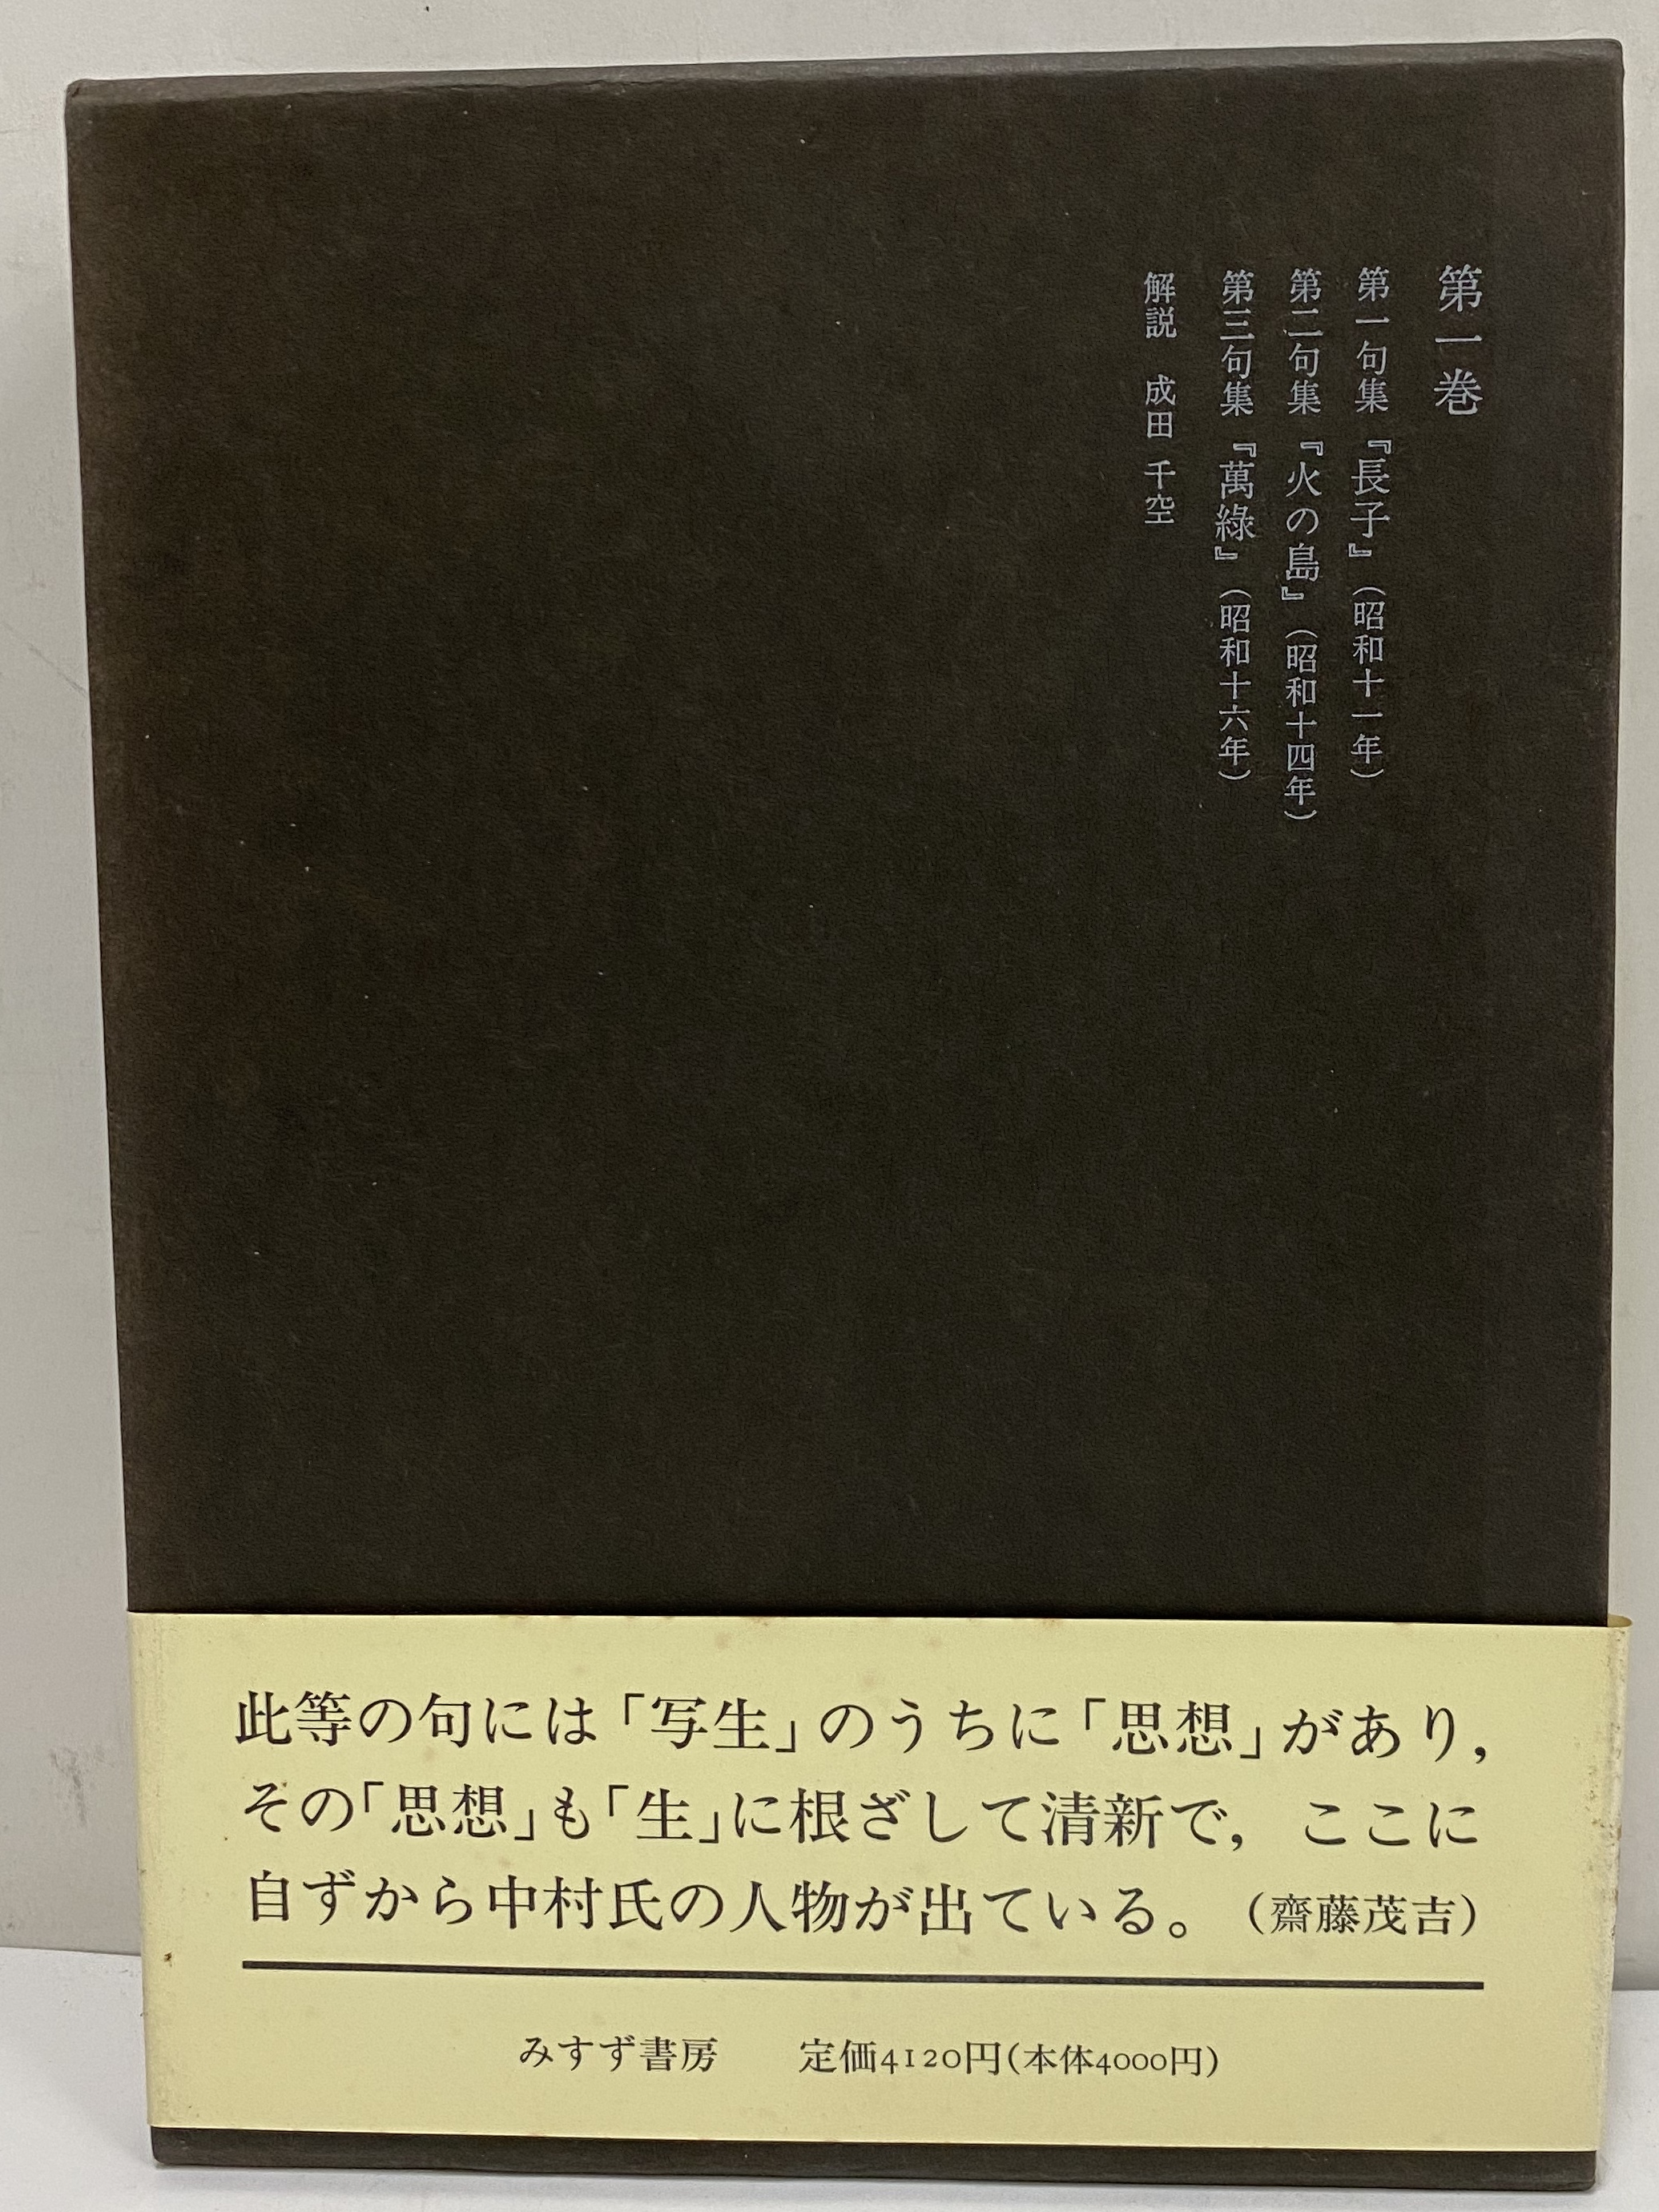 第一巻
第一句集『長子』（昭和十一年）
第二句集『火の島』（昭和十四年）
第三句集『萬綠』（昭和十六年）
解説　成田 千空
此等の句には「写生」のうちに「思想」があり，
その「思想」も「生」に根ざして清新で，ここに
自ずから中村氏の人物が出ている。（齋藤茂吉）
みすず書房　定価4120円(本体4000円)